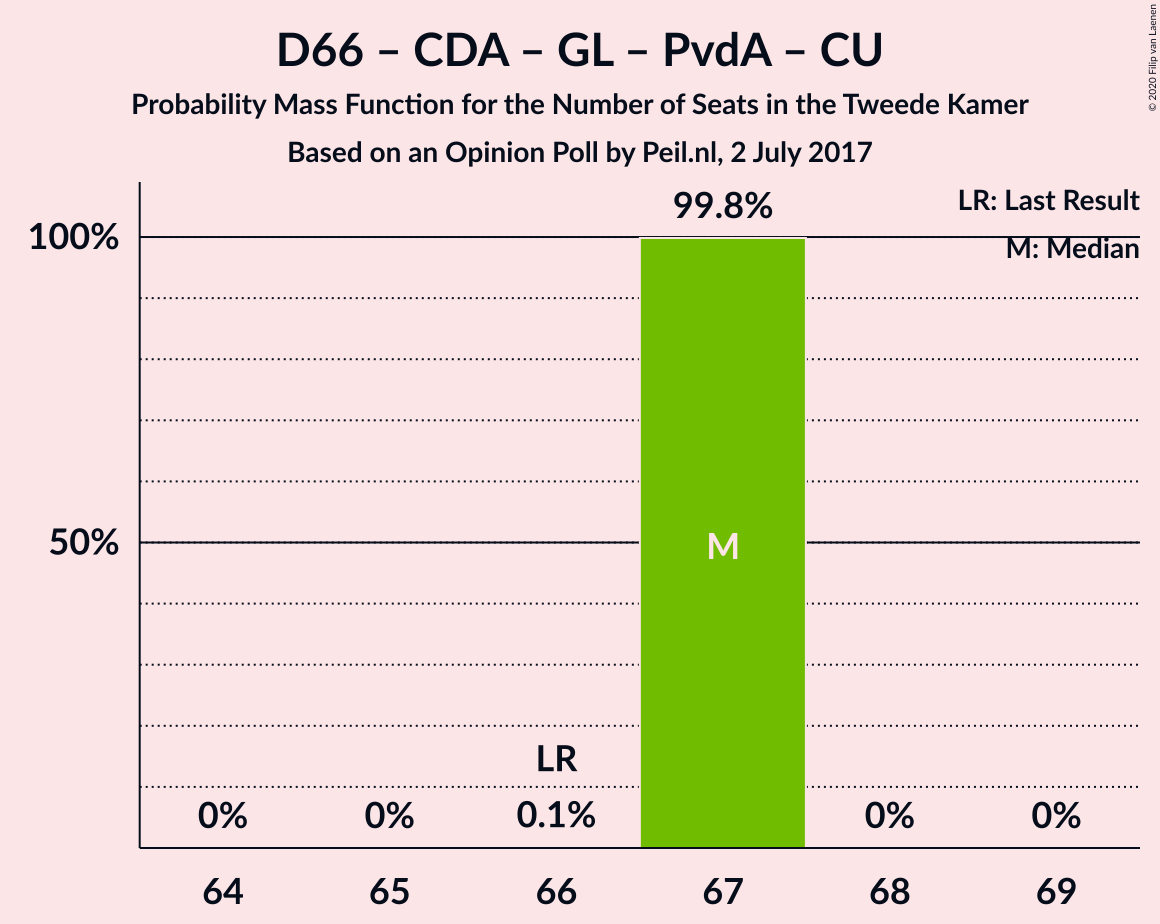 D66 – CDA – GL – PvdA – CU
Probability Mass Function for the Number of Seats in the Tweede Kamer
Based on an Opinion Poll by Peil.nl, 2 July 2017
© 2020 Filip van Laenen
LR: Last Result
M: Median
99.8%
100%
50%
M
LR
0% 0% 0.1% 0% 0%
64 65 66 67 68 69